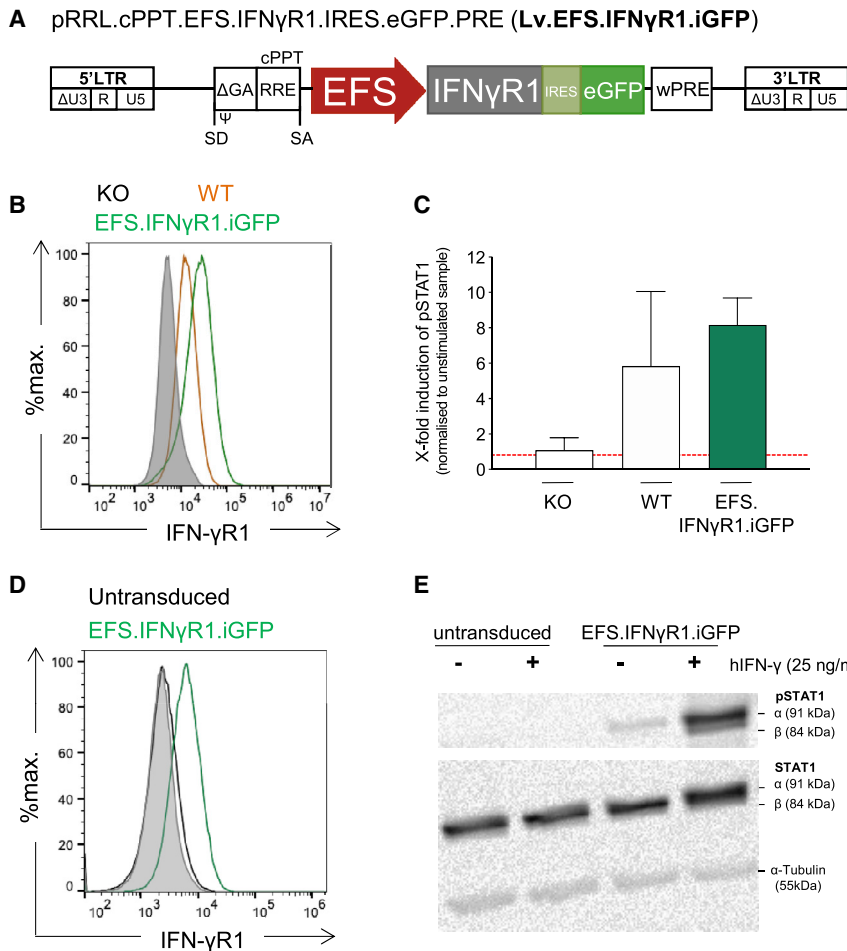 A pRRL.cPPT.EFS.IFNγR1.IRES.eGFP.PRE (Lv.EFS.IFNγR1.iGFP)
cPPT
5'LTR
ΔU3 R U5
ΔGA RRE
Ψ
SD SA
EFS
IFNγR1 IRES eGFP
wPRE
3'LTR
ΔU3 R U5
B
KO WT
EFS.IFNγR1.iGFP
%max.
100
80
60
40
20
0
10² 10³ 10⁴ 10⁵ 10⁶ 10⁷
IFN-γR1
C
X-fold induction of pSTAT1
(normalised to unstimulated sample)
12
10
8
6
4
2
0
KO WT EFS.
IFNγR1.iGFP
D
Untransduced
EFS.IFNγR1.iGFP
%max.
100
80
60
40
20
0
10² 10³ 10⁴ 10⁵ 10⁶
IFN-γR1
E
untransduced EFS.IFNγR1.iGFP
- + - + hIFN-γ (25 ng/m
pSTAT1
α (91 kDa)
β (84 kDa)
STAT1
α (91 kDa)
β (84 kDa)
α-Tubulin
(55kDa)